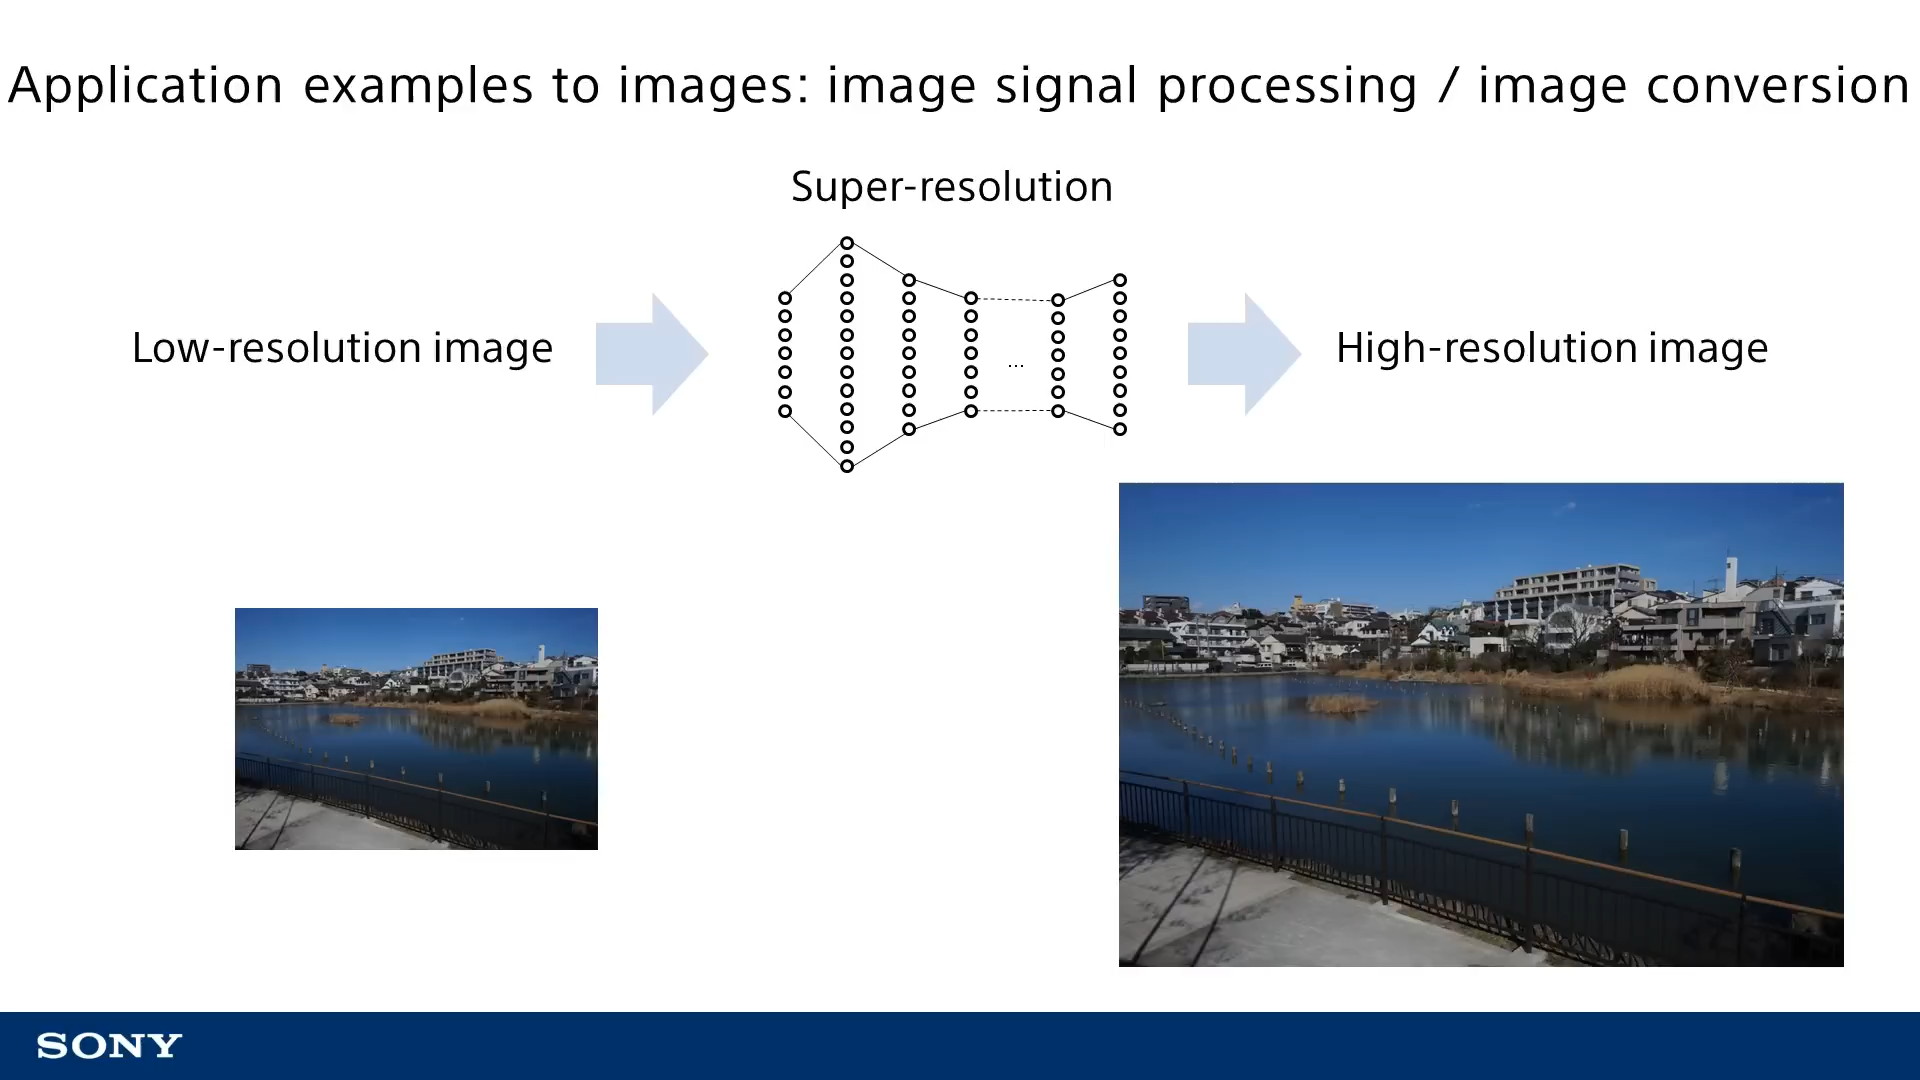 Application examples to images: image signal processing / image conversion
Super-resolution
Low-resolution image
...
High-resolution image
SONY